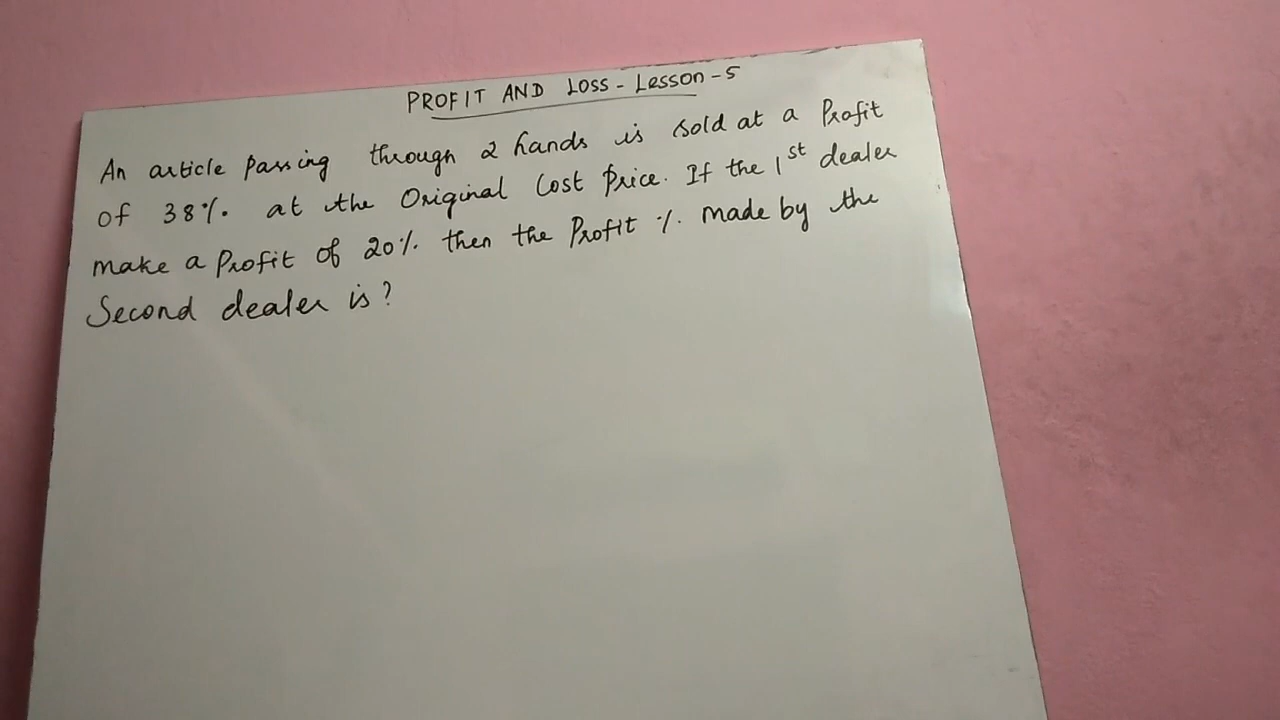 PROFIT AND LOSS - Lesson - 5
An article passing through 2 hands is sold at a Profit
of 38%. at the Original Cost Price. If the 1st dealer
make a Profit of 20%. then the Profit %. made by the
Second dealer is?